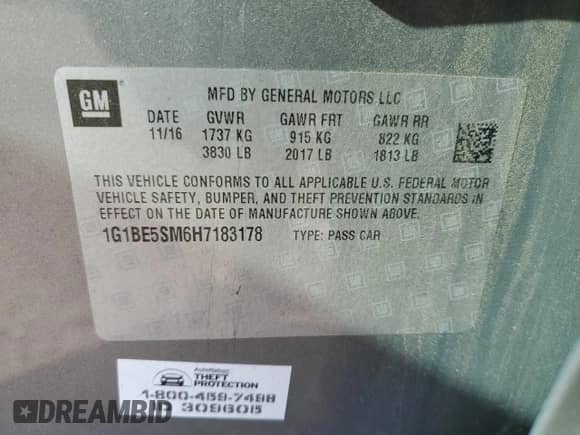 GM
MFD BY GENERAL MOTORS LLC
DATE GVWR GAWR FRT GAWR RR
11/16 1737 KG 915 KG 822 KG
3830 LB 2017 LB 1813 LB
THIS VEHICLE CONFORMS TO ALL APPLICABLE U.S. FEDERAL MOTOR
VEHICLE SAFETY, BUMPER, AND THEFT PREVENTION STANDARDS IN
EFFECT ON THE DATE OF MANUFACTURE SHOWN ABOVE.
1G1BE5SM6H7183178 TYPE: PASS CAR
THEFT
PROTECTION
1-800-459-7498
309605
DREAMBID